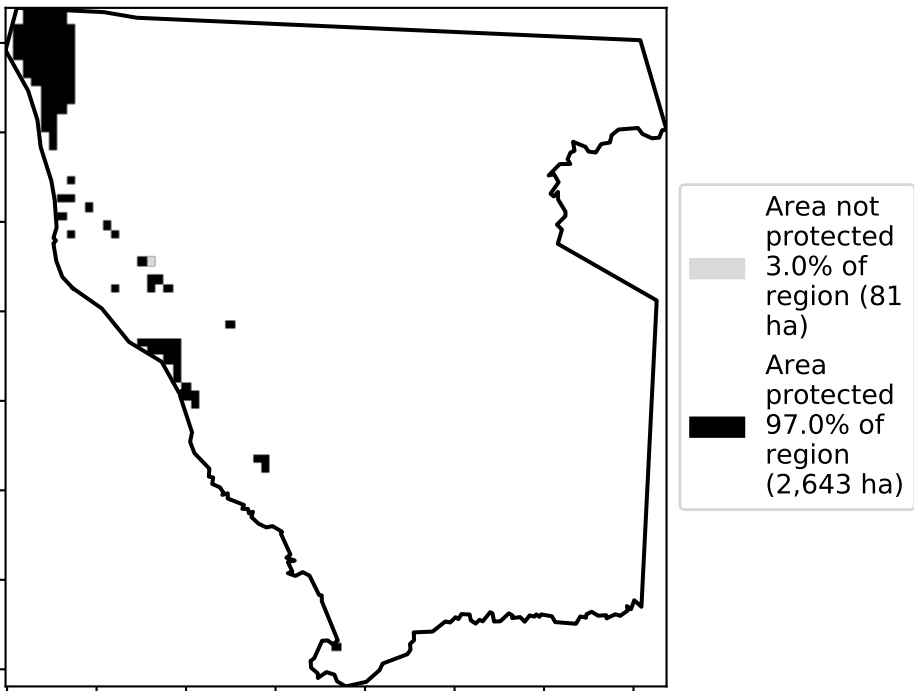 Area not
protected
3.0% of
region (81
ha)
Area
protected
97.0% of
region
(2,643 ha)